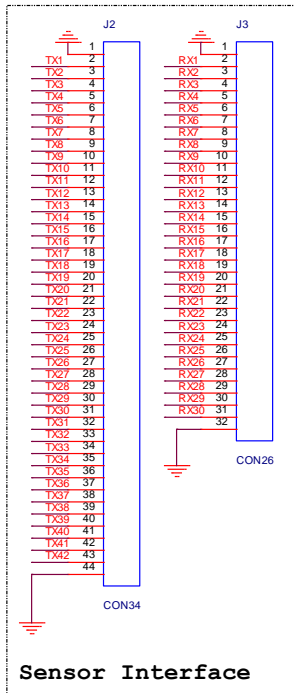 J2
1
TX1 2
TX2 3
TX3 4
TX4 5
TX5 6
TX6 7
TX7 8
TX8 9
TX9 10
TX10 11
TX11 12
TX12 13
TX13 14
TX14 15
TX15 16
TX16 17
TX17 18
TX18 19
TX19 20
TX20 21
TX21 22
TX22 23
TX23 24
TX24 25
TX25 26
TX26 27
TX27 28
TX28 29
TX29 30
TX30 31
TX31 32
TX32 33
TX33 34
TX34 35
TX35 36
TX36 37
TX37 38
TX38 39
TX39 40
TX40 41
TX41 42
TX42 43
44
CON34
J3
1
RX1 2
RX2 3
RX3 4
RX4 5
RX5 6
RX6 7
RX7 8
RX8 9
RX9 10
RX10 11
RX11 12
RX12 13
RX13 14
RX14 15
RX15 16
RX16 17
RX17 18
RX18 19
RX19 20
RX20 21
RX21 22
RX22 23
RX23 24
RX24 25
RX25 26
RX26 27
RX27 28
RX28 29
RX29 30
RX30 31
32
CON26
Sensor Interface